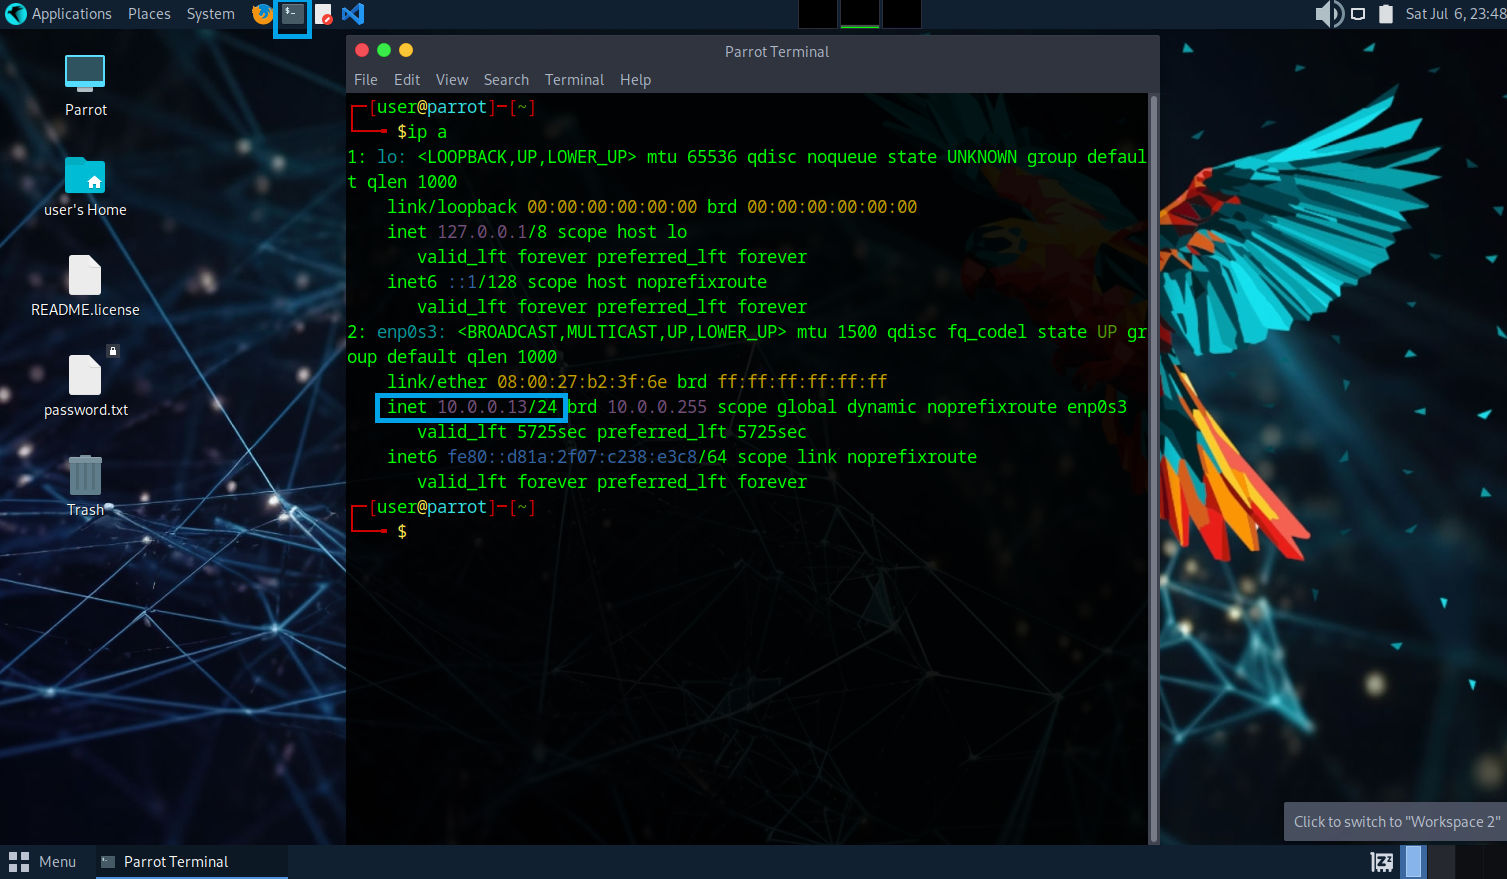 Applications Places System
Sat Jul 6, 23:48
Parrot
user's Home
README.license
password.txt
Trash
Parrot Terminal
File Edit View Search Terminal Help
┌─[user@parrot]─[~]
└──╼ $ip a
1: lo: <LOOPBACK,UP,LOWER_UP> mtu 65536 qdisc noqueue state UNKNOWN group defaul
t qlen 1000
link/loopback 00:00:00:00:00:00 brd 00:00:00:00:00:00
inet 127.0.0.1/8 scope host lo
valid_lft forever preferred_lft forever
inet6 ::1/128 scope host noprefixroute
valid_lft forever preferred_lft forever
2: enp0s3: <BROADCAST,MULTICAST,UP,LOWER_UP> mtu 1500 qdisc fq_codel state UP gr
oup default qlen 1000
link/ether 08:00:27:b2:3f:6e brd ff:ff:ff:ff:ff:ff
inet 10.0.0.13/24 brd 10.0.0.255 scope global dynamic noprefixroute enp0s3
valid_lft 5725sec preferred_lft 5725sec
inet6 fe80::d81a:2f07:c238:e3c8/64 scope link noprefixroute
valid_lft forever preferred_lft forever
┌─[user@parrot]─[~]
└──╼ $
Click to switch to "Workspace 2"
Menu Parrot Terminal